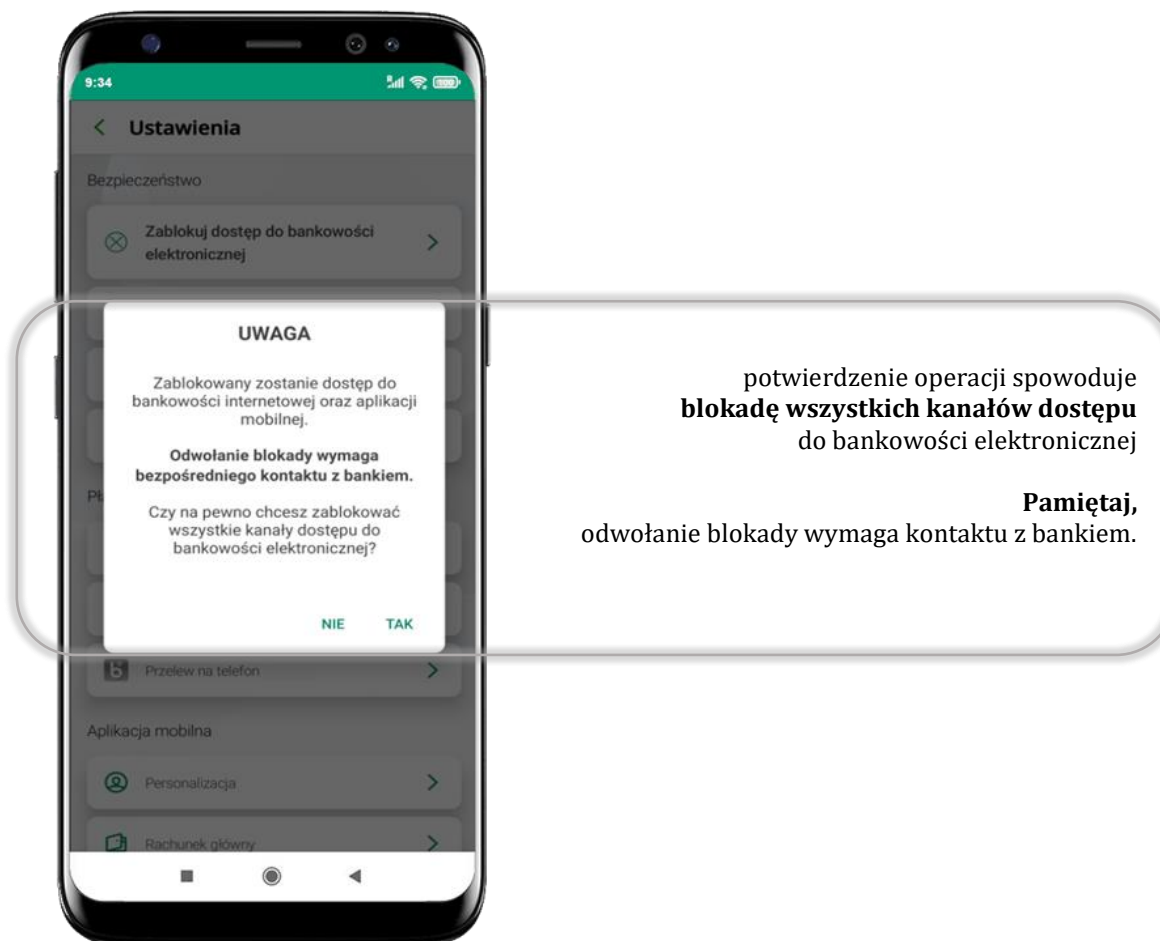 9:34
Ustawienia
Bezpieczeństwo
Zablokuj dostęp do bankowości
elektronicznej
UWAGA
Zablokowany zostanie dostęp do
bankowości internetowej oraz aplikacji
mobilnej.
Odwołanie blokady wymaga
bezpośredniego kontaktu z bankiem.
Czy na pewno chcesz zablokować
wszystkie kanały dostępu do
bankowości elektronicznej?
NIE TAK
Przelew na telefon
Aplikacja mobilna
Personalizacja
Rachunek główny
potwierdzenie operacji spowoduje
blokadę wszystkich kanałów dostępu
do bankowości elektronicznej
Pamiętaj,
odwołanie blokady wymaga kontaktu z bankiem.